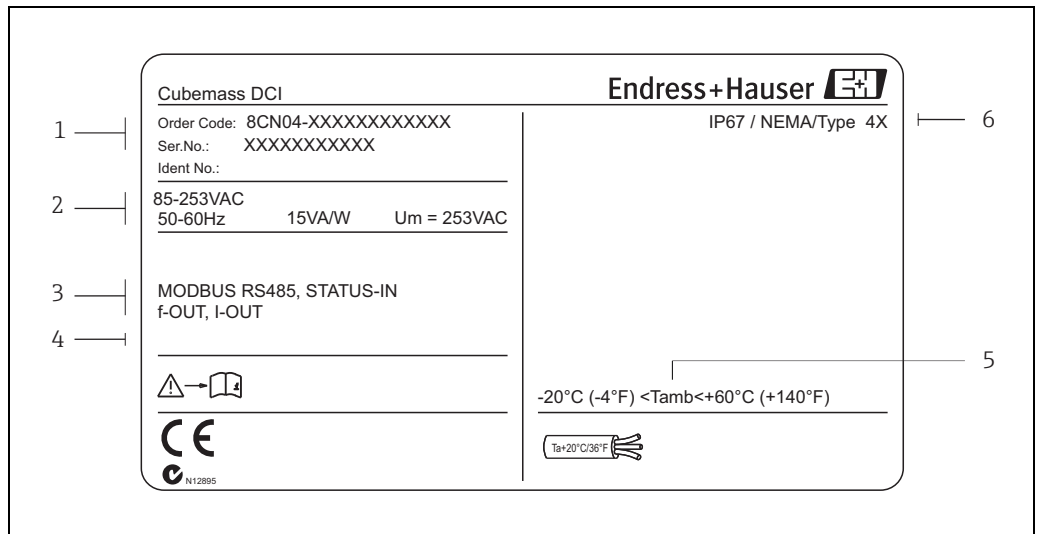 Cubemass DCI
Endress+Hauser
1
Order Code: 8CN04-XXXXXXXXXXXX
Ser.No.: XXXXXXXXXXX
Ident No.:
IP67 / NEMA/Type 4X
6
2
85-253VAC
50-60Hz 15VA/W Um = 253VAC
3
MODBUS RS485, STATUS-IN
f-OUT, I-OUT
4
5
-20°C (-4°F) <Tamb<+60°C (+140°F)
i
CE
N12895
Ta+20°C/36°F